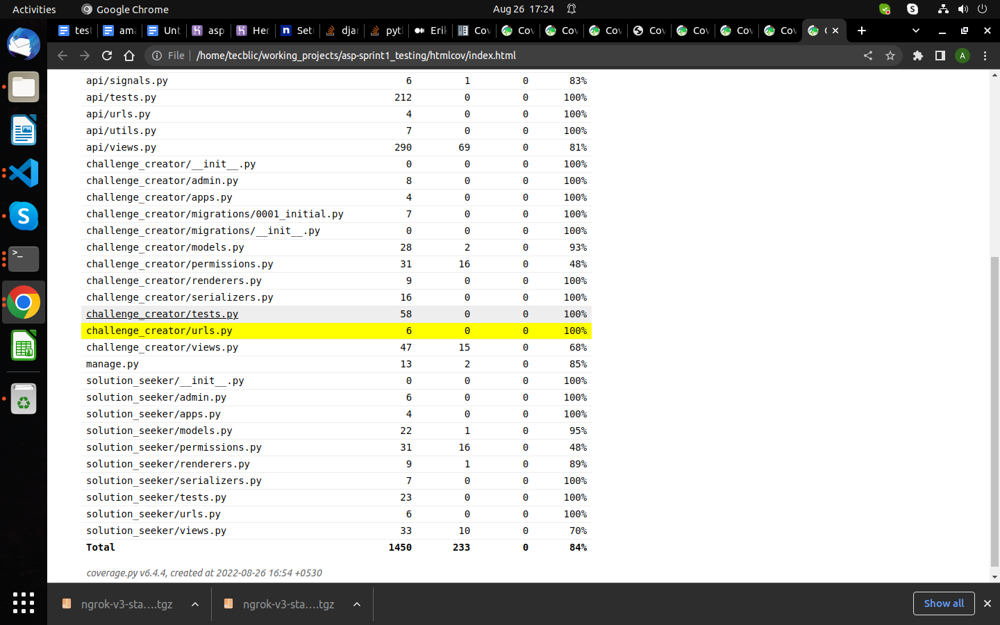 Activities Google Chrome Aug 26 17:24
test ama Unt asp Her Set djan pyt Erik Cov Cov Cov Cov Cov Cov Cov Cov
File /home/tecblic/working_projects/asp-sprint1_testing/htmlcov/index.html A
api/signals.py 6 1 0 83%
api/tests.py 212 0 0 100%
api/urls.py 4 0 0 100%
api/utils.py 7 0 0 100%
api/views.py 290 69 0 81%
challenge_creator/__init__.py 0 0 0 100%
challenge_creator/admin.py 8 0 0 100%
challenge_creator/apps.py 4 0 0 100%
challenge_creator/migrations/0001_initial.py 7 0 0 100%
challenge_creator/migrations/__init__.py 0 0 0 100%
challenge_creator/models.py 28 2 0 93%
challenge_creator/permissions.py 31 16 0 48%
challenge_creator/renderers.py 9 0 0 100%
challenge_creator/serializers.py 16 0 0 100%
challenge_creator/tests.py 58 0 0 100%
challenge_creator/urls.py 6 0 0 100%
challenge_creator/views.py 47 15 0 68%
manage.py 13 2 0 85%
solution_seeker/__init__.py 0 0 0 100%
solution_seeker/admin.py 6 0 0 100%
solution_seeker/apps.py 4 0 0 100%
solution_seeker/models.py 22 1 0 95%
solution_seeker/permissions.py 31 16 0 48%
solution_seeker/renderers.py 9 1 0 89%
solution_seeker/serializers.py 7 0 0 100%
solution_seeker/tests.py 23 0 0 100%
solution_seeker/urls.py 6 0 0 100%
solution_seeker/views.py 33 10 0 70%
Total 1450 233 0 84%
coverage.py v6.4.4, created at 2022-08-26 16:54 +0530
ngrok-v3-sta....tgz ngrok-v3-sta....tgz Show all